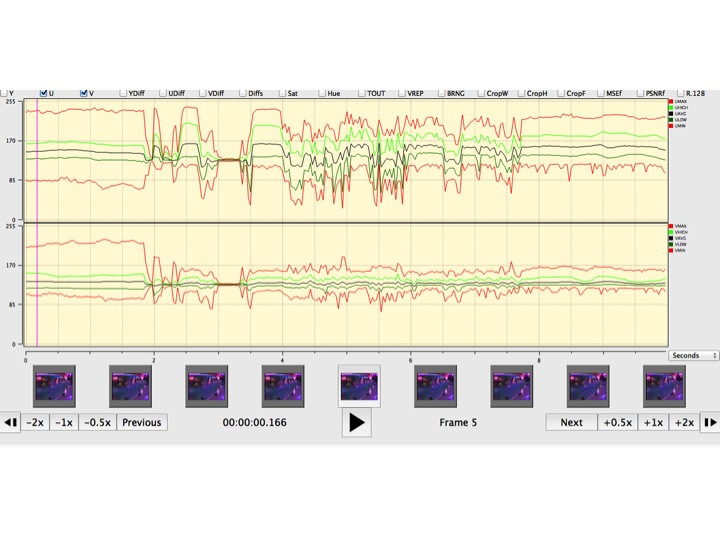 Y U V YDiff UDiff VDiff Diffs Sat Hue TOUT VREP BRNG CropW CropH CropF MSEf PSNRf R.128
255
170
85
0
UMAX
UHIGH
UAVG
ULOW
UMIN
255
170
85
0
VMAX
VHIGH
VAVG
VLOW
VMIN
0 2 4 6 8
Seconds
-2x -1x -0.5x Previous 00:00:00.166 Frame 5 Next +0.5x +1x +2x